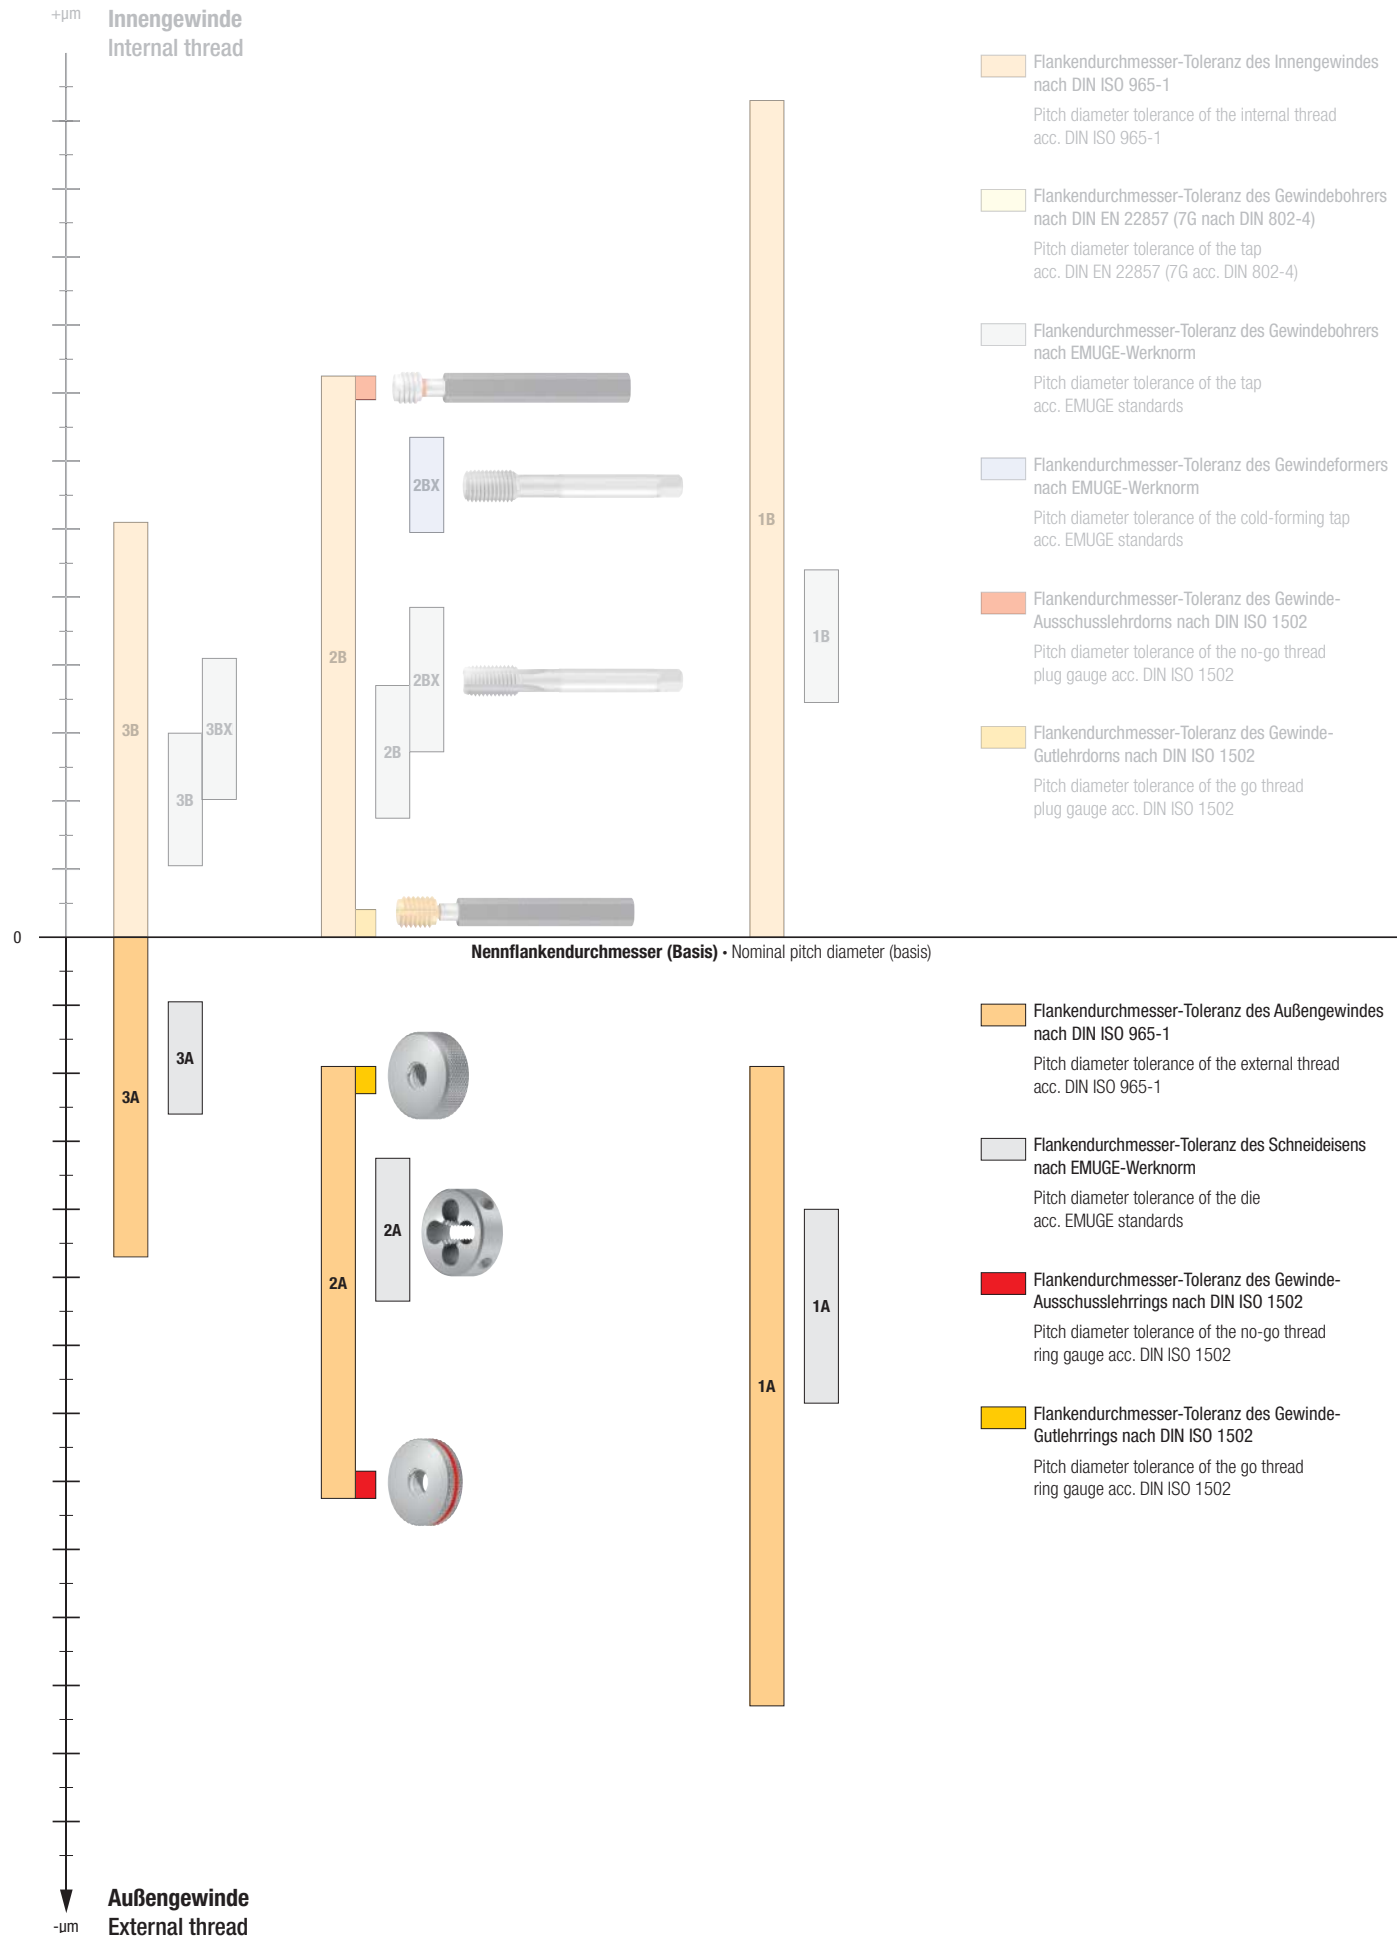 +µm
Innengewinde
Internal thread
Flankendurchmesser-Toleranz des Innengewindes
nach DIN ISO 965-1
Pitch diameter tolerance of the internal thread
acc. DIN ISO 965-1
Flankendurchmesser-Toleranz des Gewindebohrers
nach DIN EN 22857 (7G nach DIN 802-4)
Pitch diameter tolerance of the tap
acc. DIN EN 22857 (7G acc. DIN 802-4)
Flankendurchmesser-Toleranz des Gewindebohrers
nach EMUGE-Werknorm
Pitch diameter tolerance of the tap
acc. EMUGE standards
Flankendurchmesser-Toleranz des Gewindeformers
nach EMUGE-Werknorm
Pitch diameter tolerance of the cold-forming tap
acc. EMUGE standards
Flankendurchmesser-Toleranz des Gewinde-
Ausschusslehrdorns nach DIN ISO 1502
Pitch diameter tolerance of the no-go thread
plug gauge acc. DIN ISO 1502
Flankendurchmesser-Toleranz des Gewinde-
Gutlehrdorns nach DIN ISO 1502
Pitch diameter tolerance of the go thread
plug gauge acc. DIN ISO 1502
3B
3B
3BX
2B
2B
2BX
2BX
1B
1B
0
Nennflankendurchmesser (Basis) • Nominal pitch diameter (basis)
3A
3A
2A
2A
1A
1A
Flankendurchmesser-Toleranz des Außengewindes
nach DIN ISO 965-1
Pitch diameter tolerance of the external thread
acc. DIN ISO 965-1
Flankendurchmesser-Toleranz des Schneideisens
nach EMUGE-Werknorm
Pitch diameter tolerance of the die
acc. EMUGE standards
Flankendurchmesser-Toleranz des Gewinde-
Ausschusslehrrings nach DIN ISO 1502
Pitch diameter tolerance of the no-go thread
ring gauge acc. DIN ISO 1502
Flankendurchmesser-Toleranz des Gewinde-
Gutlehrrings nach DIN ISO 1502
Pitch diameter tolerance of the go thread
ring gauge acc. DIN ISO 1502
Außengewinde
-µm
External thread